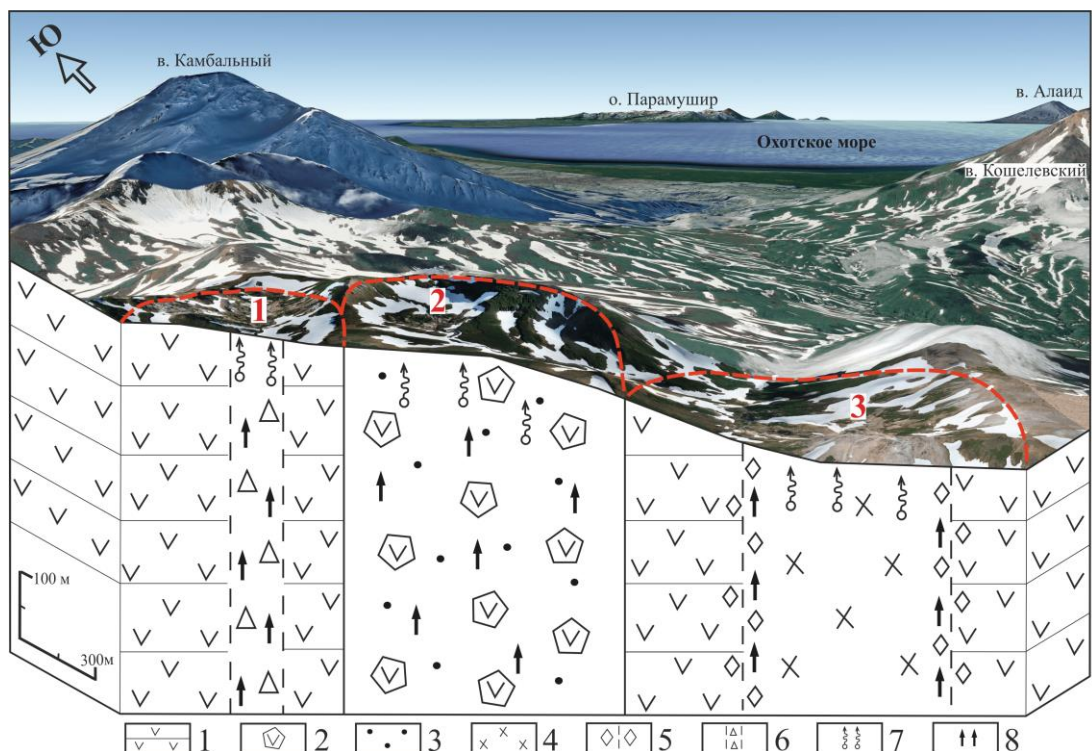 Ю
в. Камбальный
о. Парамушир
в. Алаид
Охотское море
в. Кошелевский
1
2
3
100 м
300м
1 2 3 4 5 6 7 8